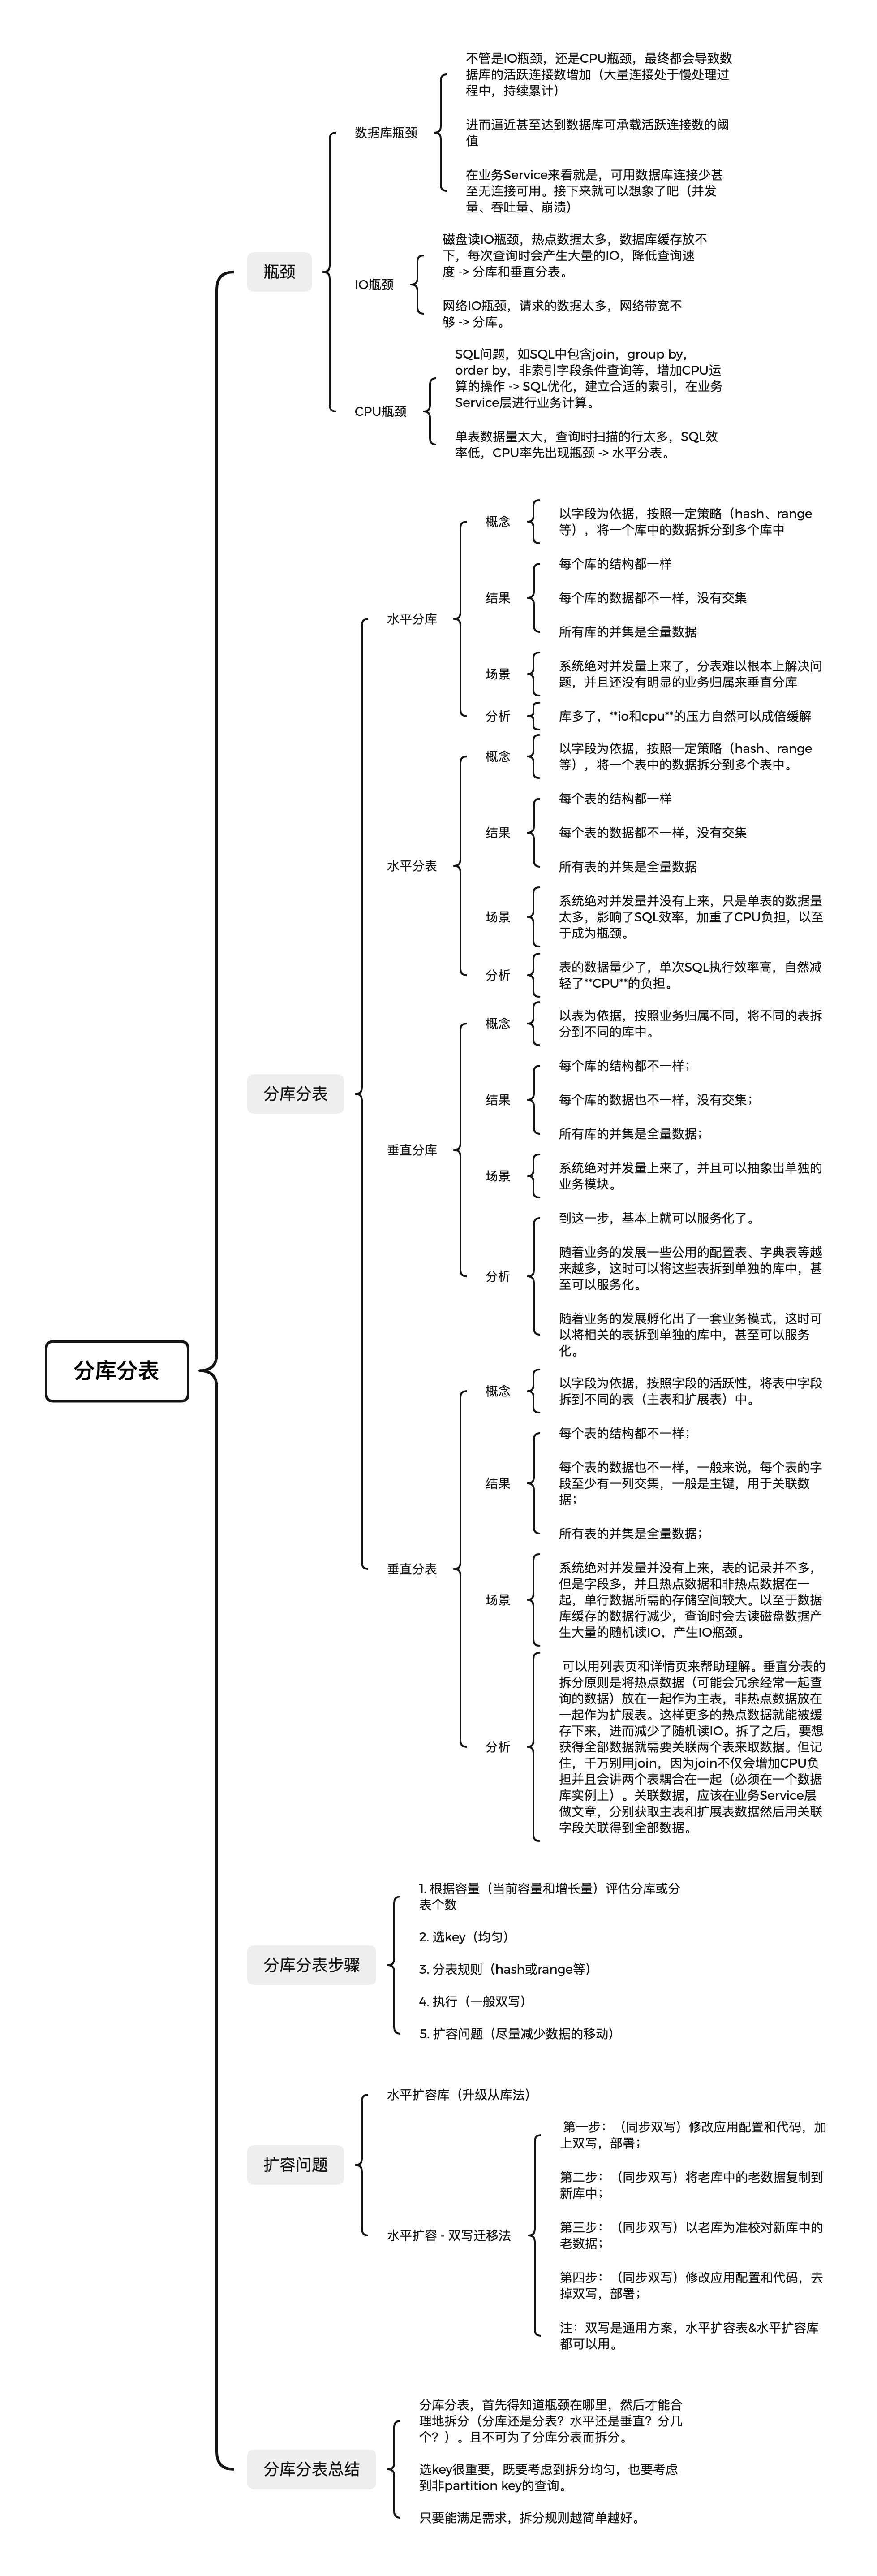 不管是IO瓶颈，还是CPU瓶颈，最终都会导致数
据库的活跃连接数增加（大量连接处于慢处理过
程中，持续累计）
进而逼近甚至达到数据库可承载活跃连接数的阈
值
在业务Service来看就是，可用数据库连接少甚
至无连接可用。接下来就可以想象了吧（并发
量、吞吐量、崩溃）
数据库瓶颈
磁盘读IO瓶颈，热点数据太多，数据库缓存放不
下，每次查询时会产生大量的IO，降低查询速
度 -> 分库和垂直分表。
网络IO瓶颈，请求的数据太多，网络带宽不
够 -> 分库。
IO瓶颈
瓶颈
SQL问题，如SQL中包含join，group by，
order by，非索引字段条件查询等，增加CPU运
算的操作 -> SQL优化，建立合适的索引，在业务
Service层进行业务计算。
单表数据量太大，查询时扫描的行太多，SQL效
率低，CPU率先出现瓶颈 -> 水平分表。
CPU瓶颈
概念
以字段为依据，按照一定策略（hash、range
等），将一个库中的数据拆分到多个库中
每个库的结构都一样
结果
每个库的数据都不一样，没有交集
所有库的并集是全量数据
水平分库
场景
系统绝对并发量上来了，分表难以根本上解决问
题，并且还没有明显的业务归属来垂直分库
分析
库多了，**io和cpu**的压力自然可以成倍缓解
概念
以字段为依据，按照一定策略（hash、range
等），将一个表中的数据拆分到多个表中。
每个表的结构都一样
结果
每个表的数据都不一样，没有交集
所有表的并集是全量数据
水平分表
场景
系统绝对并发量并没有上来，只是单表的数据量
太多，影响了SQL效率，加重了CPU负担，以至
于成为瓶颈。
分析
表的数据量少了，单次SQL执行效率高，自然减
轻了**CPU**的负担。
概念
以表为依据，按照业务归属不同，将不同的表拆
分到不同的库中。
分库分表
每个库的结构都不一样；
结果
每个库的数据也不一样，没有交集；
所有库的并集是全量数据；
垂直分库
场景
系统绝对并发量上来了，并且可以抽象出单独的
业务模块。
到这一步，基本上就可以服务化了。
分析
随着业务的发展一些公用的配置表、字典表等越
来越多，这时可以将这些表拆到单独的库中，甚
至可以服务化。
随着业务的发展孵化出了一套业务模式，这时可
以将相关的表拆到单独的库中，甚至可以服务
化。
分库分表
概念
以字段为依据，按照字段的活跃性，将表中字段
拆到不同的表（主表和扩展表）中。
每个表的结构都不一样；
结果
每个表的数据也不一样，一般来说，每个表的字
段至少有一列交集，一般是主键，用于关联数
据；
所有表的并集是全量数据；
垂直分表
场景
系统绝对并发量并没有上来，表的记录并不多，
但是字段多，并且热点数据和非热点数据在一
起，单行数据所需的存储空间较大。以至于数据
库缓存的数据行减少，查询时会去读磁盘数据产
生大量的随机读IO，产生IO瓶颈。
分析
可以用列表页和详情页来帮助理解。垂直分表的
拆分原则是将热点数据（可能会冗余经常一起查
询的数据）放在一起作为主表，非热点数据放在
一起作为扩展表。这样更多的热点数据就能被缓
存下来，进而减少了随机读IO。拆了之后，要想
获得全部数据就需要关联两个表来取数据。但记
住，千万别用join，因为join不仅会增加CPU负
担并且会讲两个表耦合在一起（必须在一个数据
库实例上）。关联数据，应该在业务Service层
做文章，分别获取主表和扩展表数据然后用关联
字段关联得到全部数据。
分库分表步骤
1. 根据容量（当前容量和增长量）评估分库或分
表个数
2. 选key（均匀）
3. 分表规则（hash或range等）
4. 执行（一般双写）
5. 扩容问题（尽量减少数据的移动）
扩容问题
水平扩容库（升级从库法）
水平扩容 - 双写迁移法
第一步：（同步双写）修改应用配置和代码，加
上双写，部署；
第二步：（同步双写）将老库中的老数据复制到
新库中；
第三步：（同步双写）以老库为准校对新库中的
老数据；
第四步：（同步双写）修改应用配置和代码，去
掉双写，部署；
注：双写是通用方案，水平扩容表&水平扩容库
都可以用。
分库分表总结
分库分表，首先得知道瓶颈在哪里，然后才能合
理地拆分（分库还是分表？水平还是垂直？分几
个？）。且不可为了分库分表而拆分。
选key很重要，既要考虑到拆分均匀，也要考虑
到非partition key的查询。
只要能满足需求，拆分规则越简单越好。